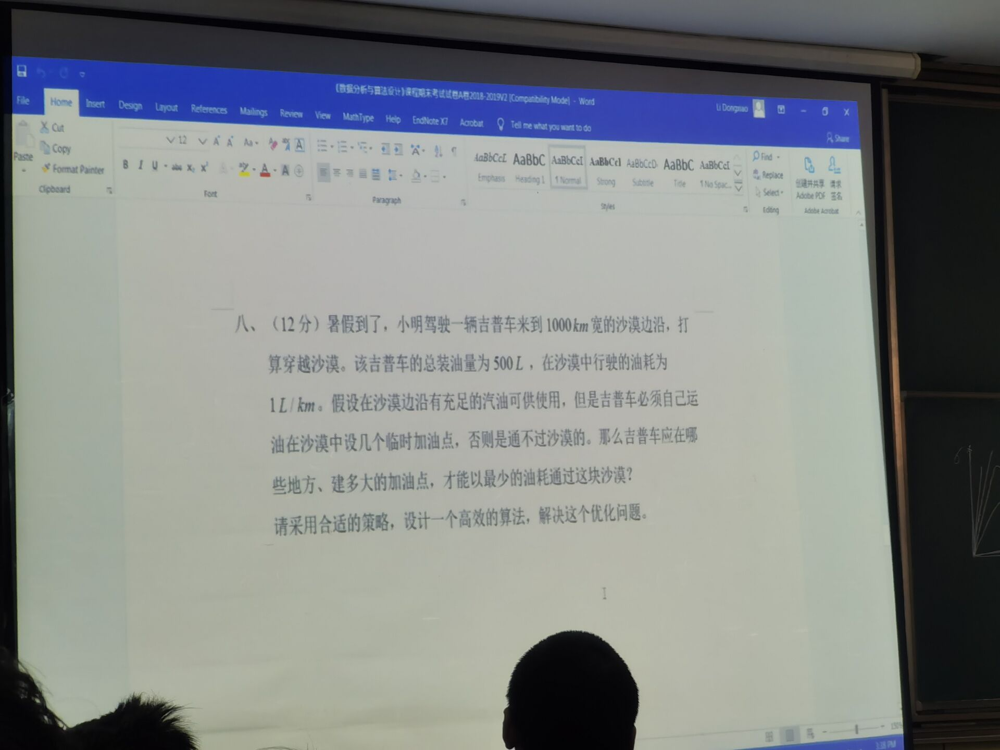 《数据分析与算法设计》课程期末考试试卷A卷2018-2019V2 [Compatibility Mode] - Word
Li Dongxiao
File Home Insert Design Layout References Mailings Review View MathType Help EndNote X7 Acrobat Tell me what you want to do
Share
Paste
Cut
Copy
Format Painter
Clipboard
12
Font
Paragraph
AaBbCcI AaBbC AaBbCcI AaBbCcI AaBbCcD AaBbC AaBbCcI
Emphasis Heading 1 ¶ Normal Strong Subtitle Title ¶ No Spac...
Styles
Find
Replace
Select
Editing
创建并共享 Adobe PDF
请求签名
Adobe Acrobat
八、（12 分）暑假到了，小明驾驶一辆吉普车来到 1000km 宽的沙漠边沿，打
算穿越沙漠。该吉普车的总装油量为 500L ，在沙漠中行驶的油耗为
1L/km。假设在沙漠边沿有充足的汽油可供使用，但是吉普车必须自己运
油在沙漠中设几个临时加油点，否则是通不过沙漠的。那么吉普车应在哪
些地方、建多大的加油点，才能以最少的油耗通过这块沙漠？
请采用合适的策略，设计一个高效的算法，解决这个优化问题。
150%
3:38 PM